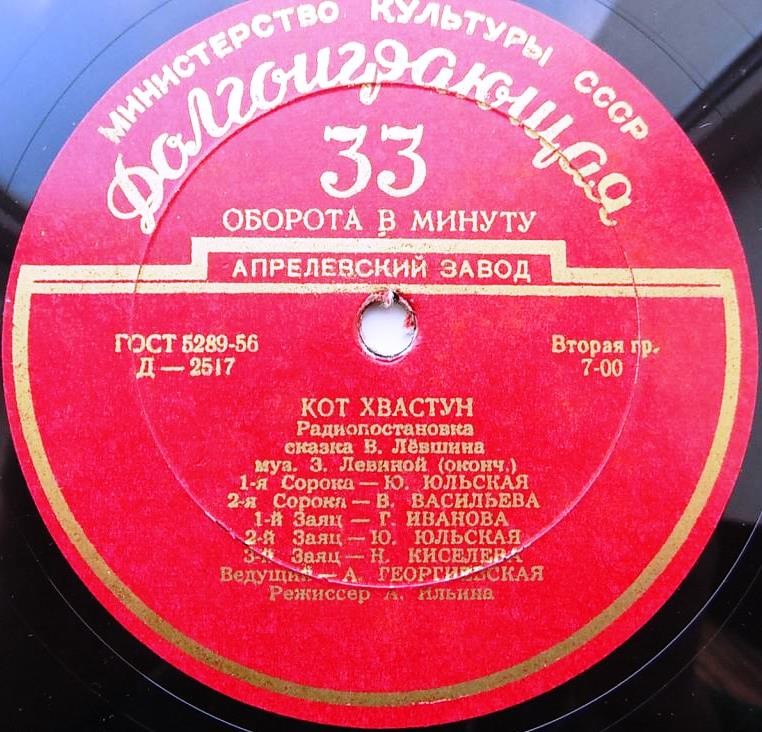 МИНИСТЕРСТВО КУЛЬТУРЫ СССР
Долгоиграющая
33
ОБОРОТА В МИНУТУ
АПРЕЛЕВСКИЙ ЗАВОД
ГОСТ 5289-56
Д — 2517
Вторая гр.
7-00
КОТ ХВАСТУН
Радиопостановка
сказка В. Лёвшина
муз. З. Левиной (оконч.)
1-я Сорока — Ю. ЮЛЬСКАЯ
2-я Сорока — В. ВАСИЛЬЕВА
1-й Заяц — Г. ИВАНОВА
2-й Заяц — Ю. ЮЛЬСКАЯ
3-й Заяц — Н. КИСЕЛЕВА
Ведущий — А. ГЕОРГИЕВСКАЯ
Режиссер А. Ильина